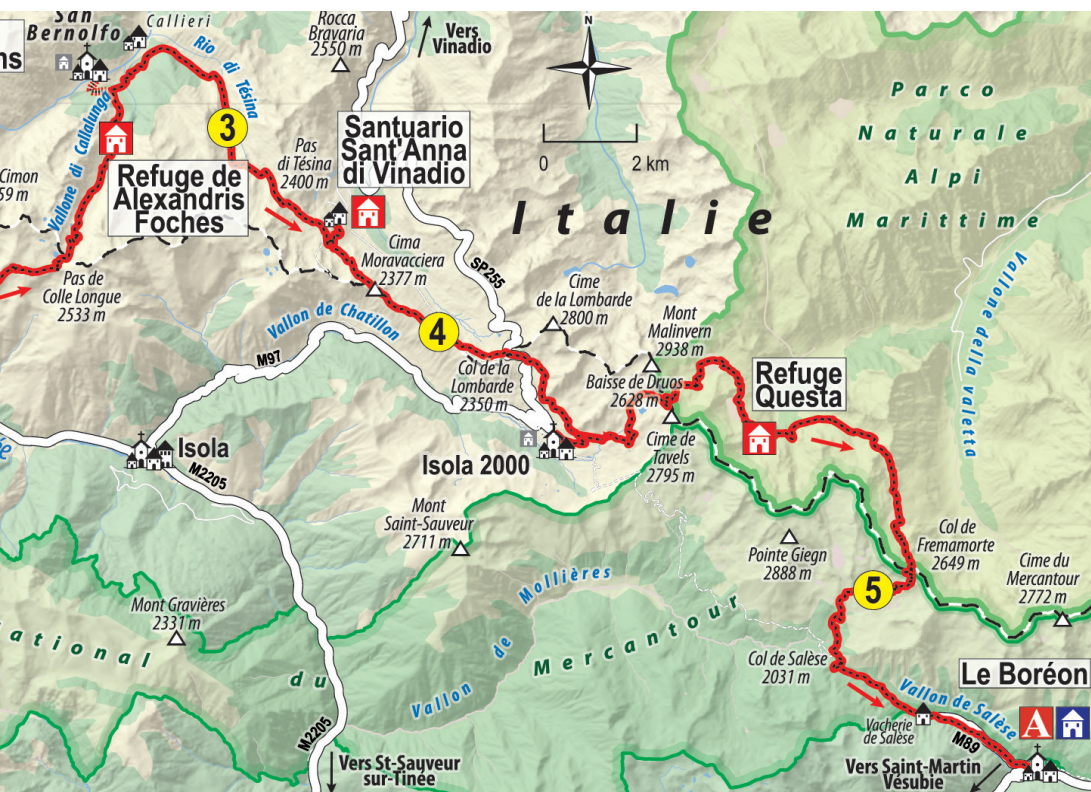 San
Bernolfo
Callieri
Rio
di
Tésina
Rocca
Bravaria
2550 m
Vers
Vinadio
N
ns
Vallone di Callalunga
3
Pas
di Tésina
2400 m
Santuario
Sant'Anna
di Vinadio
0
2 km
Parco
Naturale
Alpi
Marittime
Cimon
59 m
Refuge de
Alexandris
Foches
Italie
Vallone della valetta
Pas de
Colle Longue
2533 m
Cima
Moravacciera
2377 m
SP255
Cime
de la Lombarde
2800 m
Vallon de Chatillon
4
Mont
Malinvern
2938 m
M97
Col de la
Lombarde
2350 m
Baisse de Druos
2628 m
Refuge
Questa
Isola
M2205
Isola 2000
Cime de
Tavels
2795 m
Mont
Saint-Sauveur
2711 m
Pointe Giegn
2888 m
Col de
Fremamorte
2649 m
Cime du
Mercantour
2772 m
Mont Gravières
2331 m
5
ational
du
Mercantour
Vallon
de
Mollières
Col de Salèse
2031 m
Le Boréon
Vallon de Salèse
A
Vacherie
de Salèse
M89
M2205
Vers St-Sauveur
sur-Tinée
Vers Saint-Martin
Vésubie